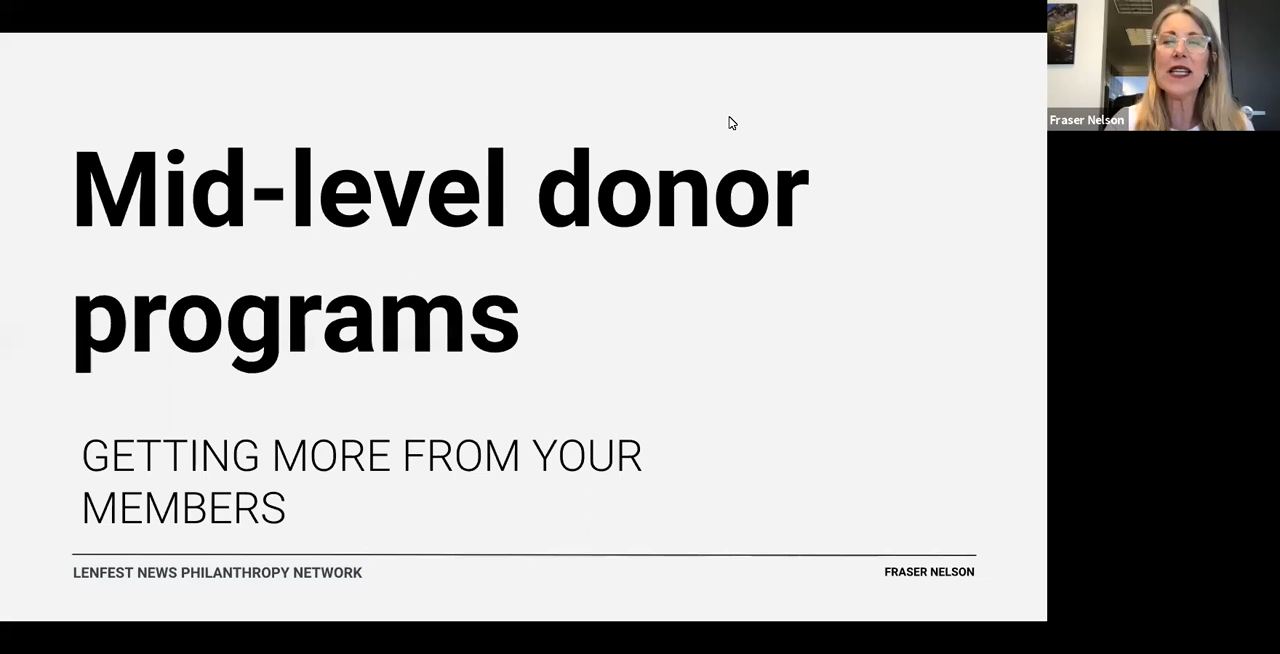 Mid-level donor
programs
GETTING MORE FROM YOUR
MEMBERS
LENFEST NEWS PHILANTHROPY NETWORK
FRASER NELSON
Fraser Nelson